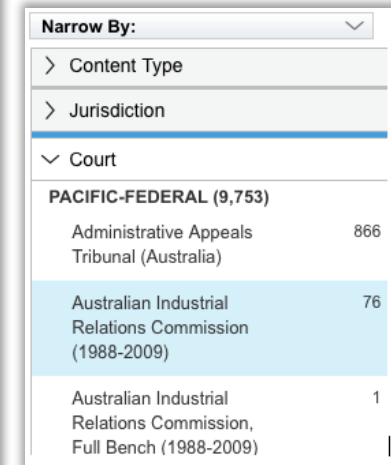 Narrow By:
Content Type
Jurisdiction
Court
PACIFIC-FEDERAL (9,753)
Administrative Appeals 866
Tribunal (Australia)
Australian Industrial 76
Relations Commission
(1988-2009)
Australian Industrial 1
Relations Commission,
Full Bench (1988-2009)